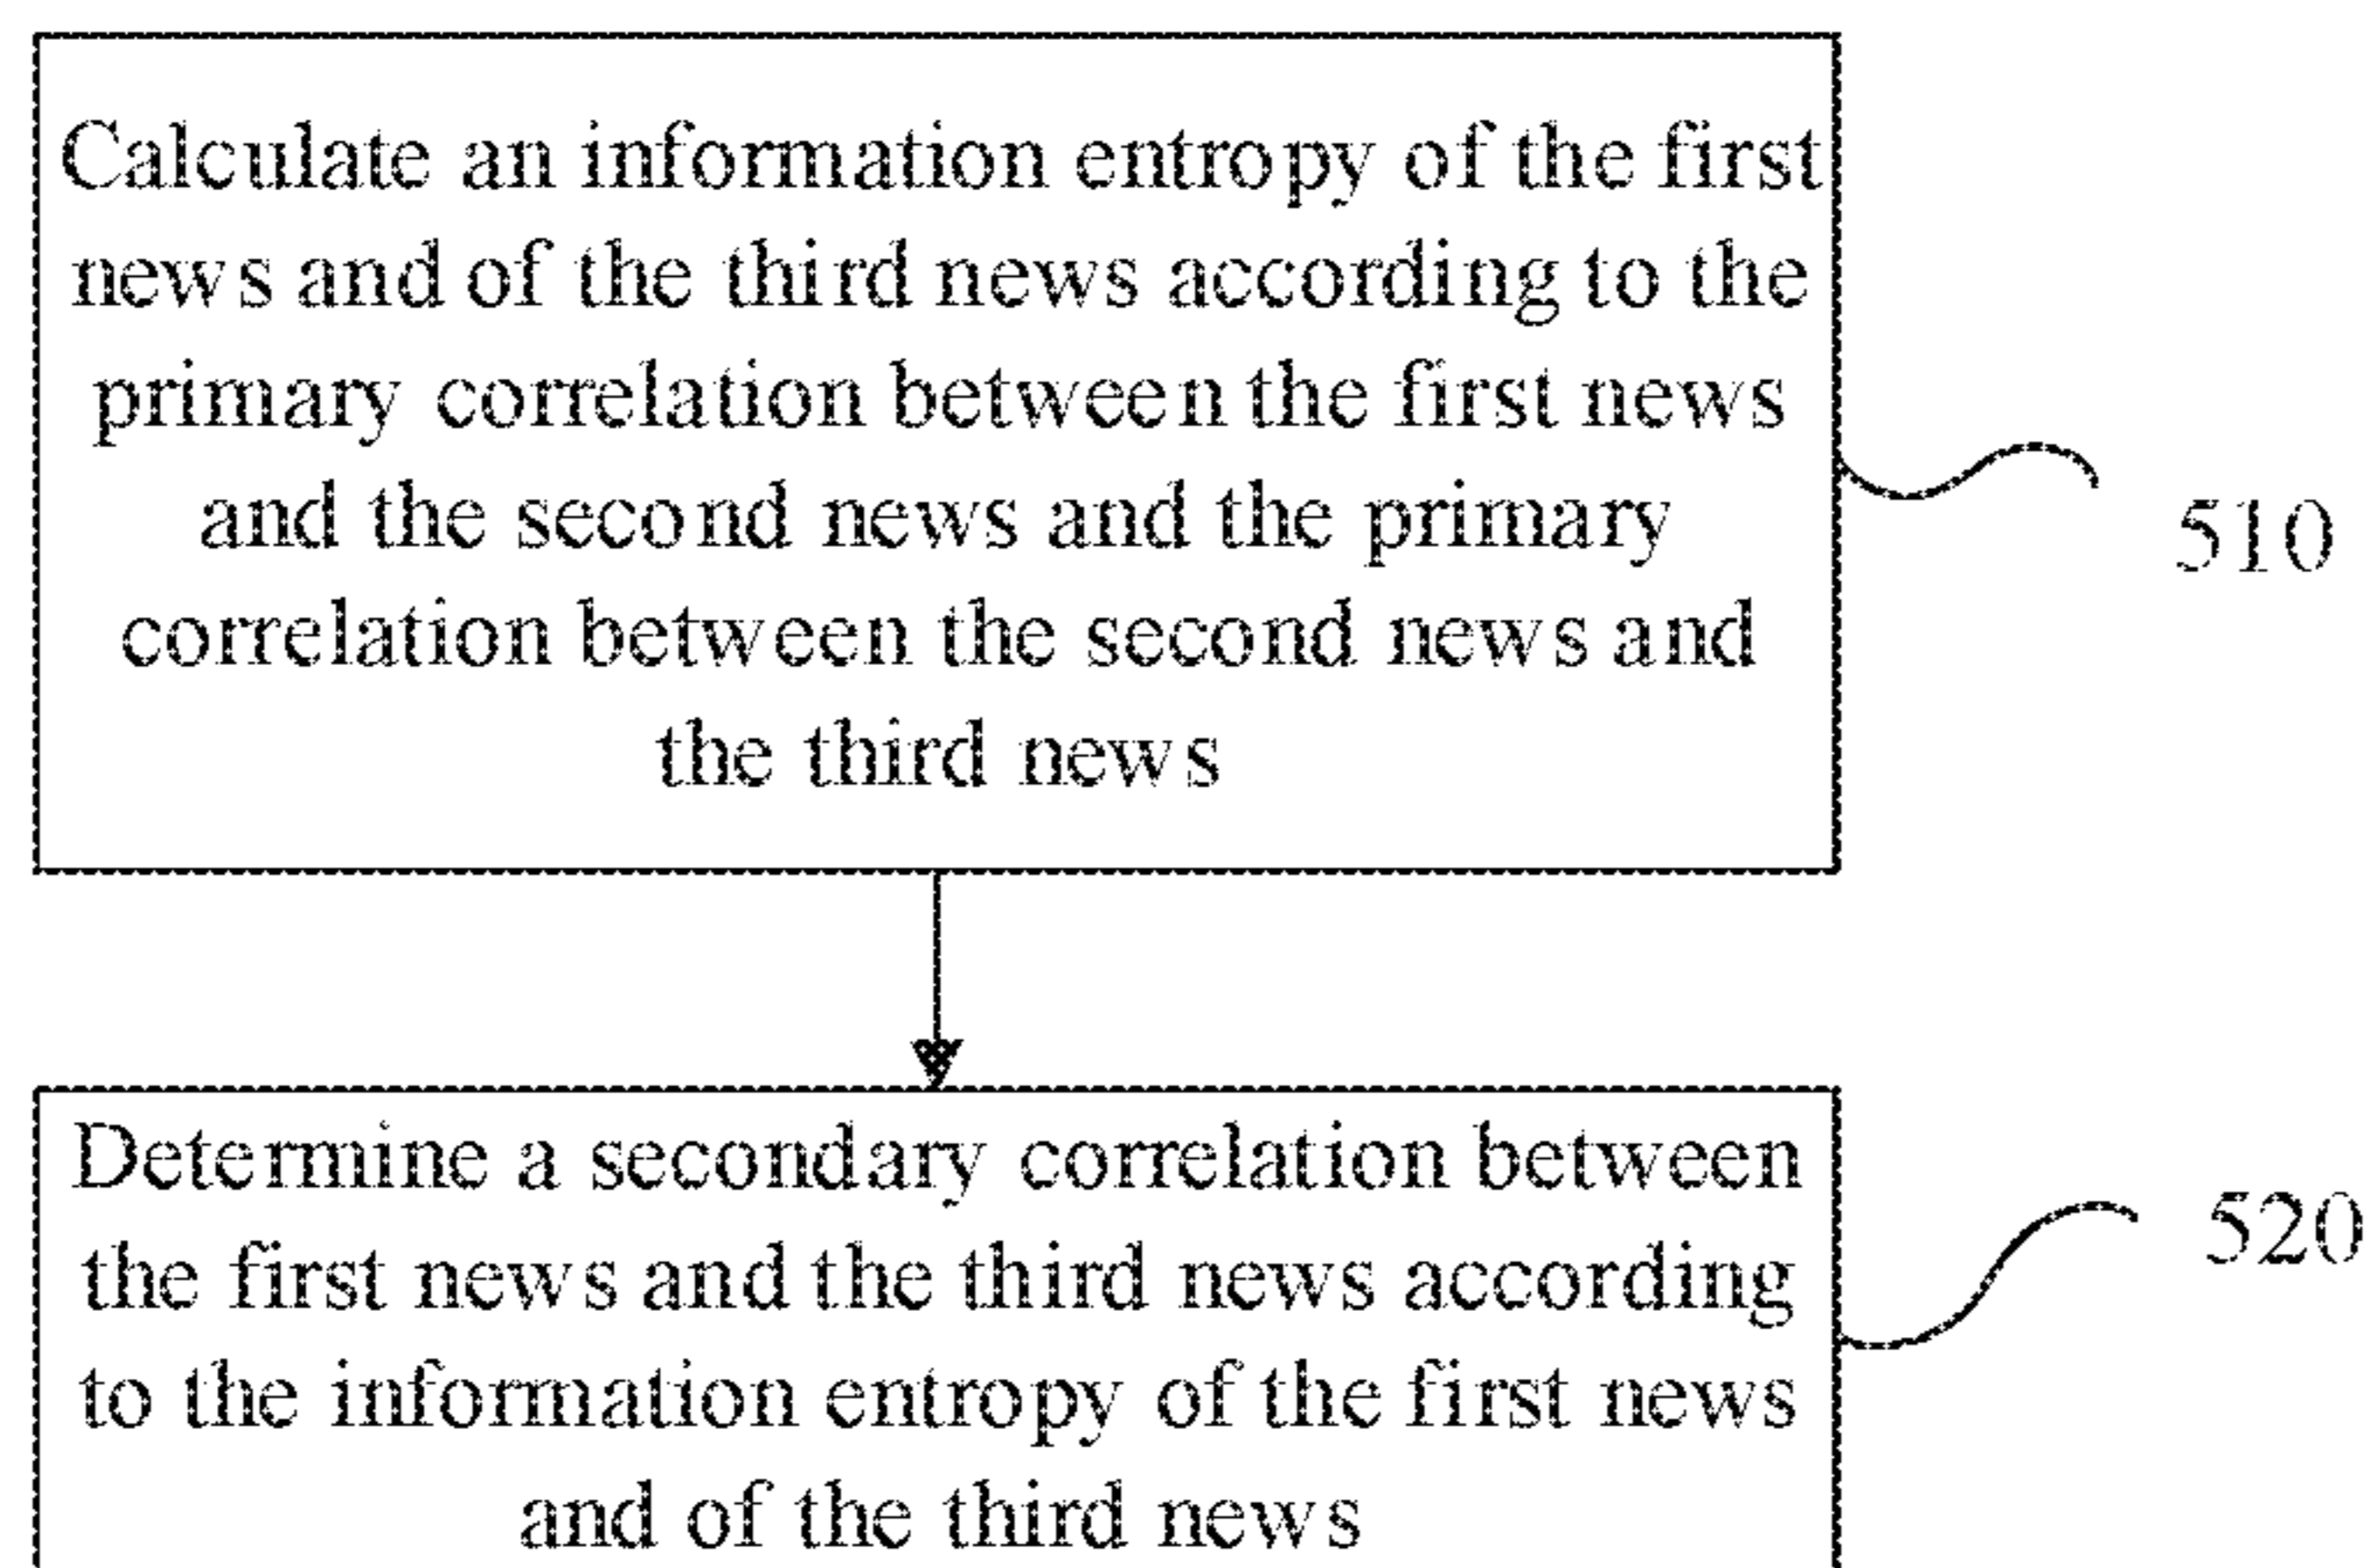 Calculate an information entropy of the first
news and of the third news according to the
primary correlation between the first news
and the second news and the primary
correlation between the second news and
the third news
510
Determine a secondary correlation between
the first news and the third news according
to the information entropy of the first news
and of the third news
520